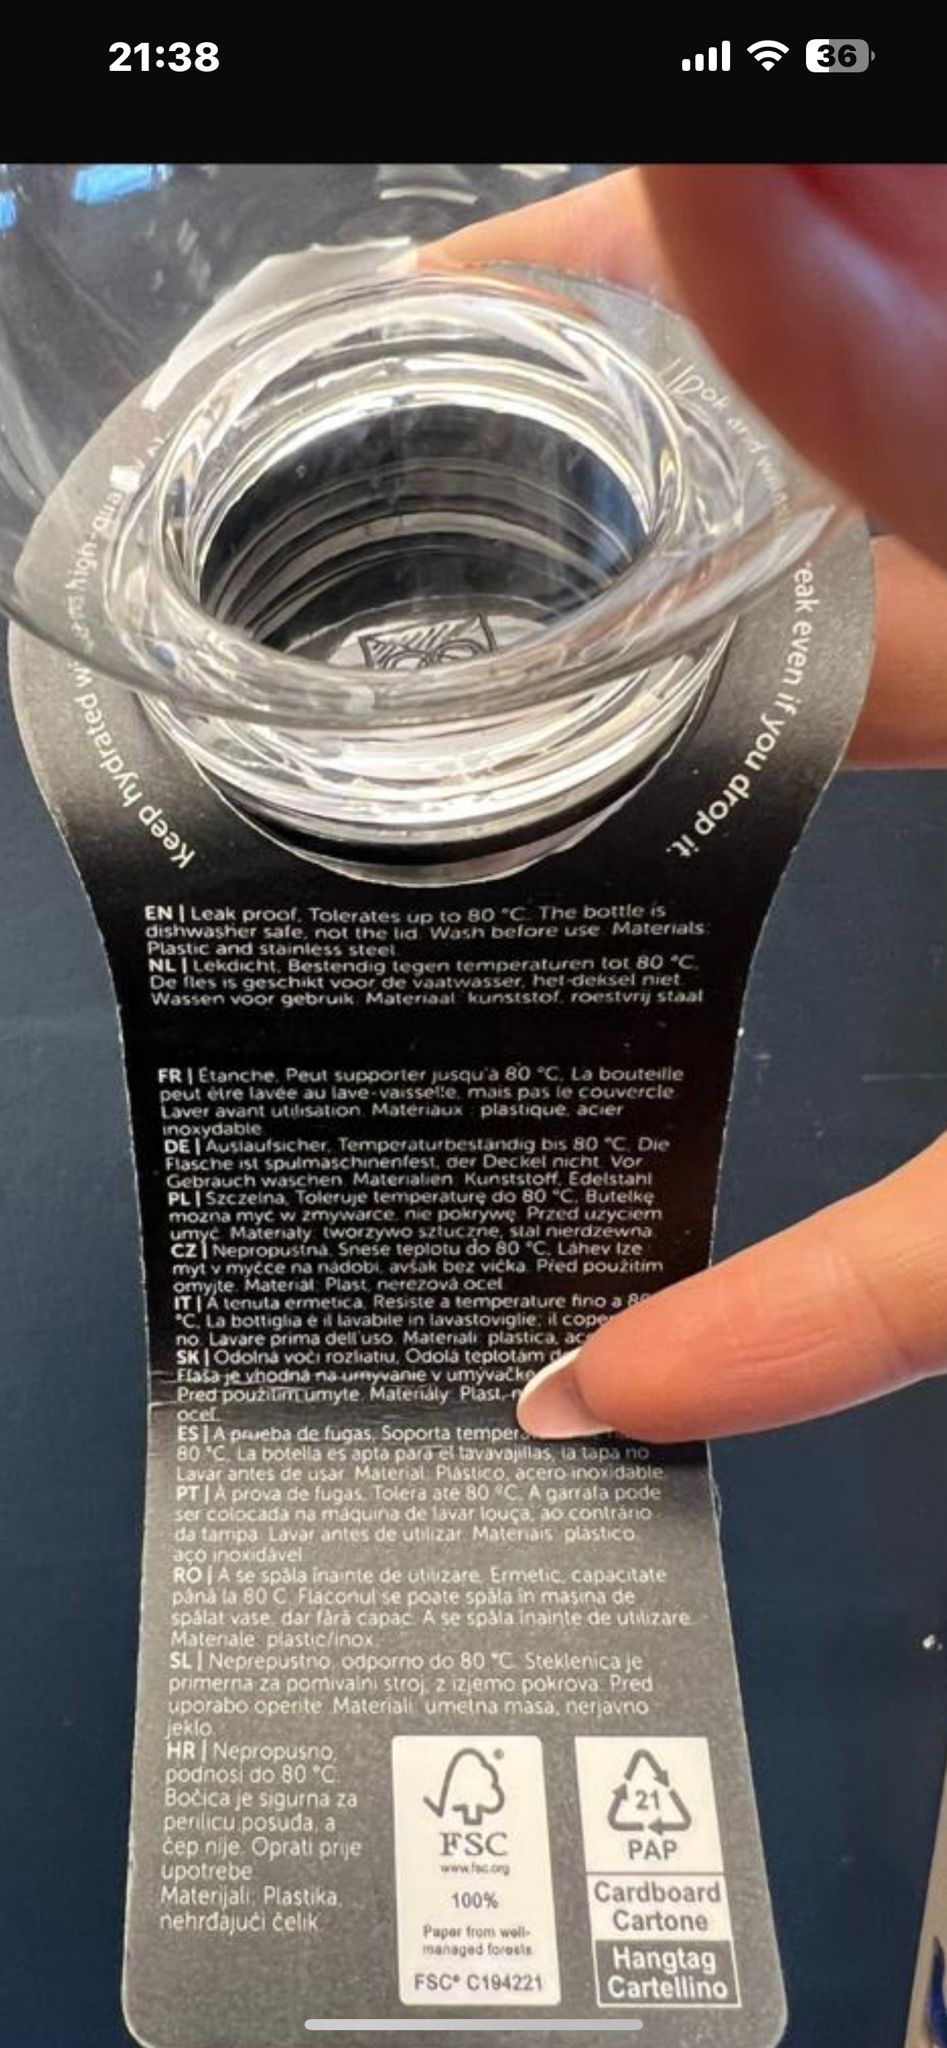 21:38
36
Keep hydrated
high-qua
look and
eak even if you drop it.
EN | Leak proof. Tolerates up to 80 °C. The bottle is
dishwasher safe, not the lid. Wash before use. Materials:
Plastic and stainless steel.
NL | Lekdicht. Bestendig tegen temperaturen tot 80 °C.
De fles is geschikt voor de vaatwasser, het deksel niet.
Wassen voor gebruik. Materiaal: kunststof, roestvrij staal
FR | Étanche. Peut supporter jusqu'à 80 °C. La bouteille
peut être lavée au lave-vaisselle, mais pas le couvercle.
Laver avant utilisation. Matériaux : plastique, acier
inoxydable.
DE | Auslaufsicher. Temperaturbeständig bis 80 °C. Die
Flasche ist spülmaschinenfest, der Deckel nicht. Vor
Gebrauch waschen. Materialien: Kunststoff, Edelstahl
PL | Szczelna. Toleruje temperaturę do 80 °C. Butelkę
można myć w zmywarce, nie pokrywę. Przed użyciem
umyć. Materiały: tworzywo sztuczne, stal nierdzewna.
CZ | Nepropustná. Snese teplotu do 80 °C. Láhev lze
mýt v myčce na nádobí, avšak bez víčka. Před použitím
omyjte. Materiál: Plast, nerezová ocel
IT | A tenuta ermetica. Resiste a temperature fino a 80
°C. La bottiglia è il lavabile in lavastoviglie; il coper
no. Lavare prima dell'uso. Materiali: plastica, ac
SK | Odolná voči rozliatiu. Odolá teplotám
Fľaša je vhodná na umývanie v umývačke
Pred použitím umyte. Materiály: Plast,
oceľ.
ES | A prueba de fugas. Soporta tempera
80 °C. La botella es apta para el lavavajillas, la tapa no.
Lavar antes de usar. Material: Plástico, acero inoxidable.
PT | À prova de fugas. Tolera até 80 °C. A garrafa pode
ser colocada na máquina de lavar louça, ao contrário
da tampa. Lavar antes de utilizar. Materiais: plástico,
aço inoxidável
RO | A se spăla înainte de utilizare. Ermetic, capacitate
până la 80 C. Flaconul se poate spăla în mașina de
spălat vase, dar fără capac. A se spăla înainte de utilizare.
Materiale: plastic/inox.
SL | Neprepustno, odporno do 80 °C. Steklenica je
primerna za pomivalni stroj, z izjemo pokrova. Pred
uporabo operite. Materiali: umetna masa, nerjavno
jeklo.
HR | Nepropusno,
podnosi do 80 °C.
Bočica je sigurna za
perilicu posuđa, a
čep nije. Oprati prije
upotrebe
Materijali: Plastika,
nehrđajući čelik
FSC
www.fsc.org
100%
Paper from well-
managed forests
FSC® C194221
21
PAP
Cardboard
Cartone
Hangtag
Cartellino